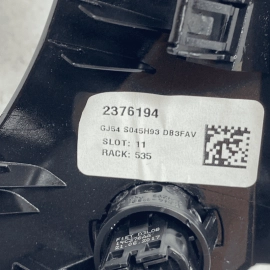 2376194
GJ54 S045H93 DB3FAV
SLOT: 11
RACK: 535